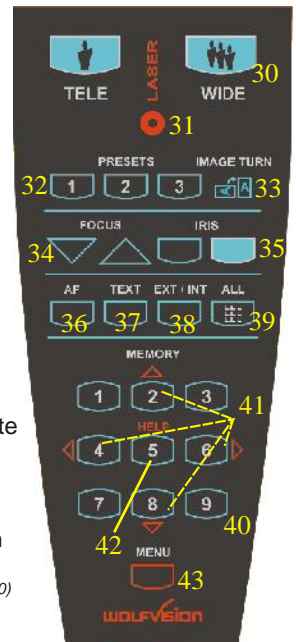 TELE
LASER
WIDE
30
31
PRESETS IMAGE TURN
32 1 2 3 A A 33
FOCUS IRIS
34 35
AF TEXT EXT / INT ALL
36 37 38 39
MEMORY
1 2 3
41
te
HELP
4 5 6
7 8 9 40
42
n
0)
MENU
43
WOLFVISION